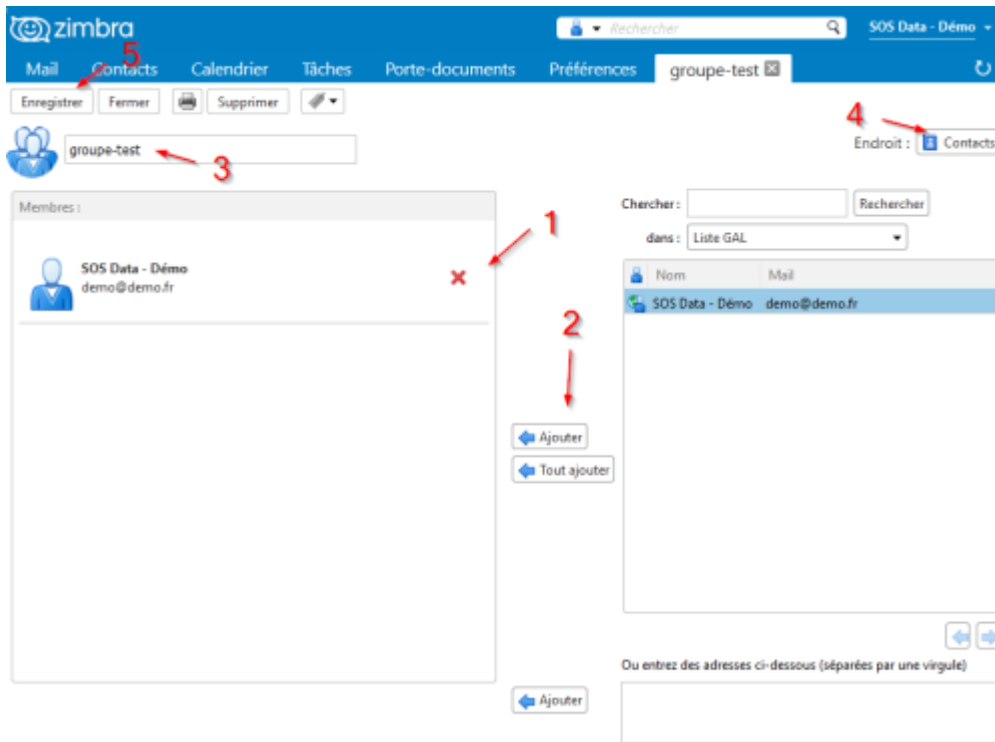 zimbra
Rechercher
SOS Data - Démo
5
Mail Contacts Calendrier Tâches Porte-documents Préférences groupe-test
Enregistrer Fermer Supprimer
4
Endroit : Contacts
groupe-test
3
Membres :
Chercher : Rechercher
1
dans : Liste GAL
SOS Data - Démo
demo@demo.fr
Nom Mail
SOS Data - Démo demo@demo.fr
2
Ajouter
Tout ajouter
Ou entrez des adresses ci-dessous (séparées par une virgule)
Ajouter